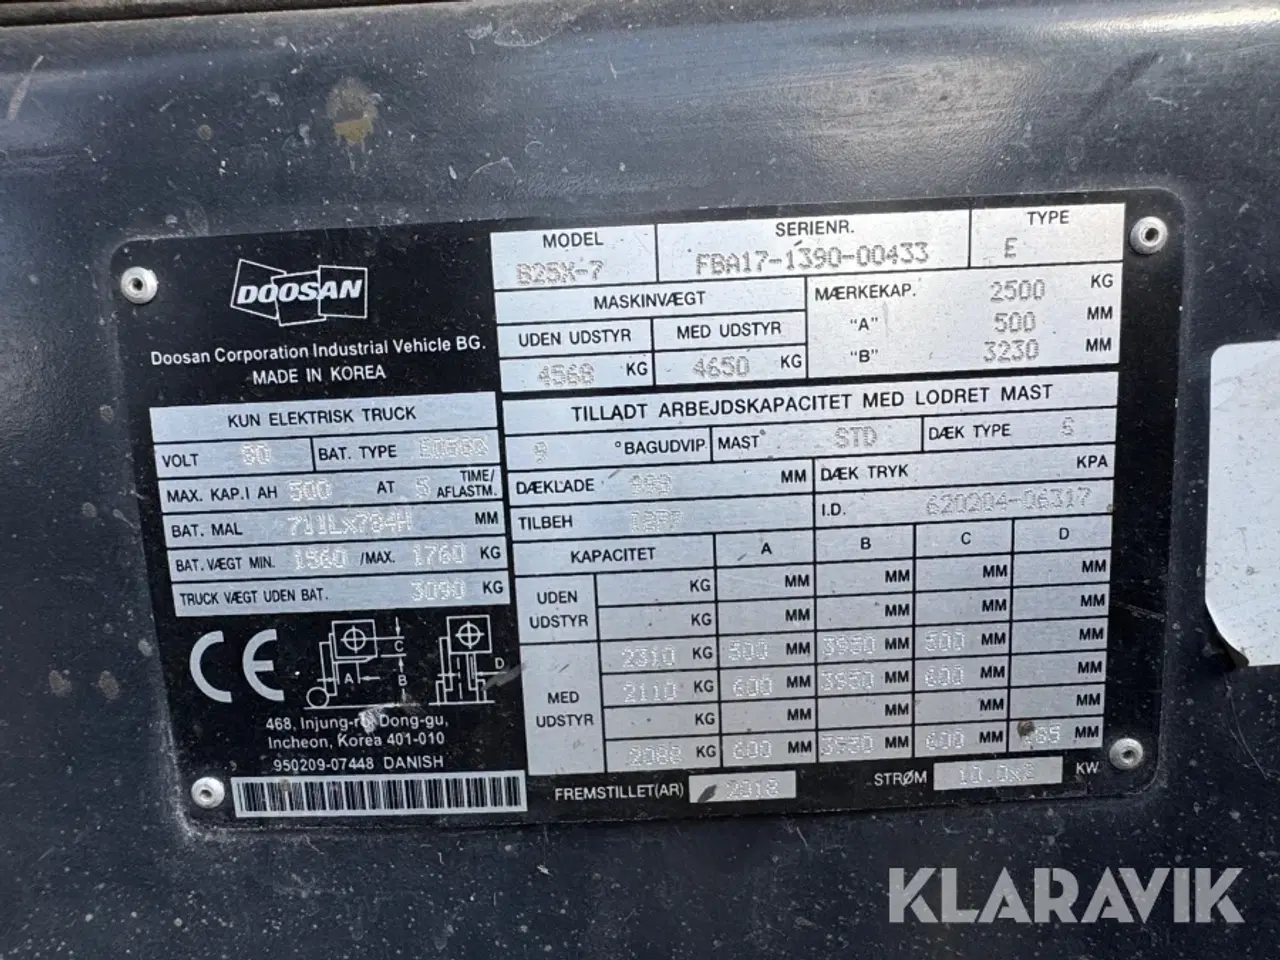 DOOSAN
Doosan Corporation Industrial Vehicle BG.
MADE IN KOREA
MODEL
B25X-7
SERIENR.
FBA17-1390-00433
TYPE
E
MASKINVÆGT
UDEN UDSTYR
MED UDSTYR
4568 KG
4650 KG
MÆRKEKAP. 2500 KG
"A" 500 MM
"B" 3230 MM
KUN ELEKTRISK TRUCK
VOLT 80 BAT. TYPE
MAX. KAP.I AH 500 AT 5 TIME/AFLASTM.
BAT. MAL MM
BAT. VÆGT MIN. 1560 /MAX. 1760 KG
TRUCK VÆGT UDEN BAT. 3090 KG
TILLADT ARBEJDSKAPACITET MED LODRET MAST
9 °BAGUDVIP. MAST STD DÆK TYPE S
DÆKLADE MM DÆK TRYK KPA
TILBEH I.D. 620204-06317
KAPACITET A B C D
UDEN UDSTYR
KG MM MM MM MM
KG MM MM MM MM
MED UDSTYR
2310 KG 500 MM MM 500 MM MM
2110 KG 600 MM MM 600 MM MM
KG MM MM MM MM
2088 KG 600 MM MM 600 MM MM
CE
A B C D
468, Injung-ro, Dong-gu,
Incheon, Korea 401-010
950209-07448 DANISH
FREMSTILLET(AR) 2018 STRØM 10.0x2 KW
KLARAVIK